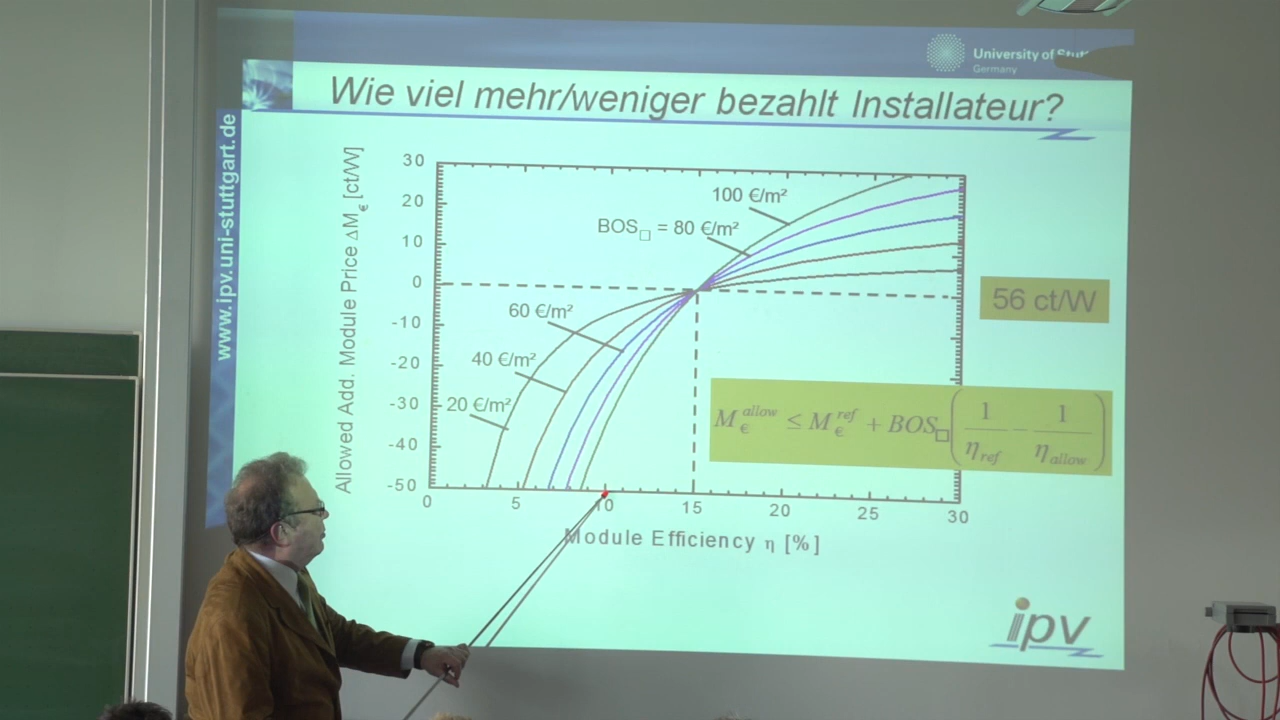 University of
Germany
Wie viel mehr/weniger bezahlt Installateur?
www.ipv.uni-stuttgart.de
Allowed Add. Module Price ΔM€ [ct/W]
30
20
10
0
-10
-20
-30
-40
-50
100 €/m²
BOS□ = 80 €/m²
60 €/m²
40 €/m²
20 €/m²
56 ct/W
M€^allow ≤ M€^ref + BOS□ (1/η_ref − 1/η_allow)
0 5 10 15 20 25 30
Module Efficiency η [%]
ipv